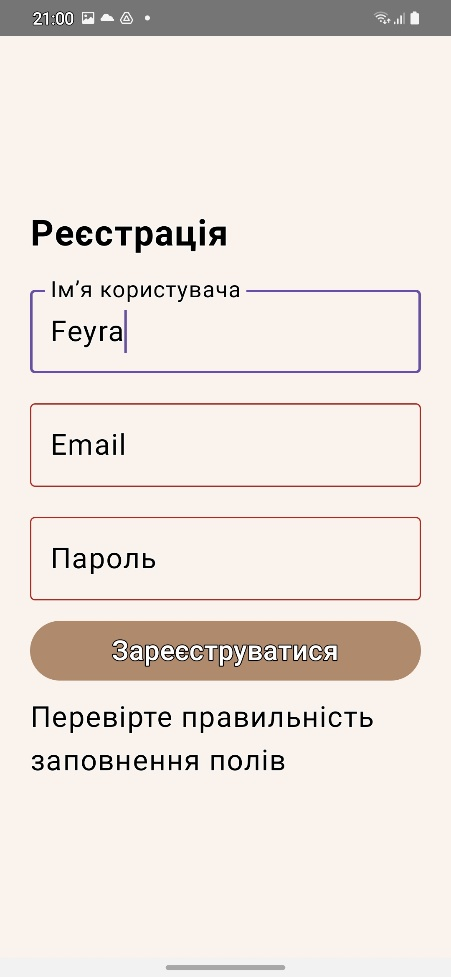 21:00
Реєстрація
Ім’я користувача
Feyra
Email
Пароль
Зареєструватися
Перевірте правильність
заповнення полів